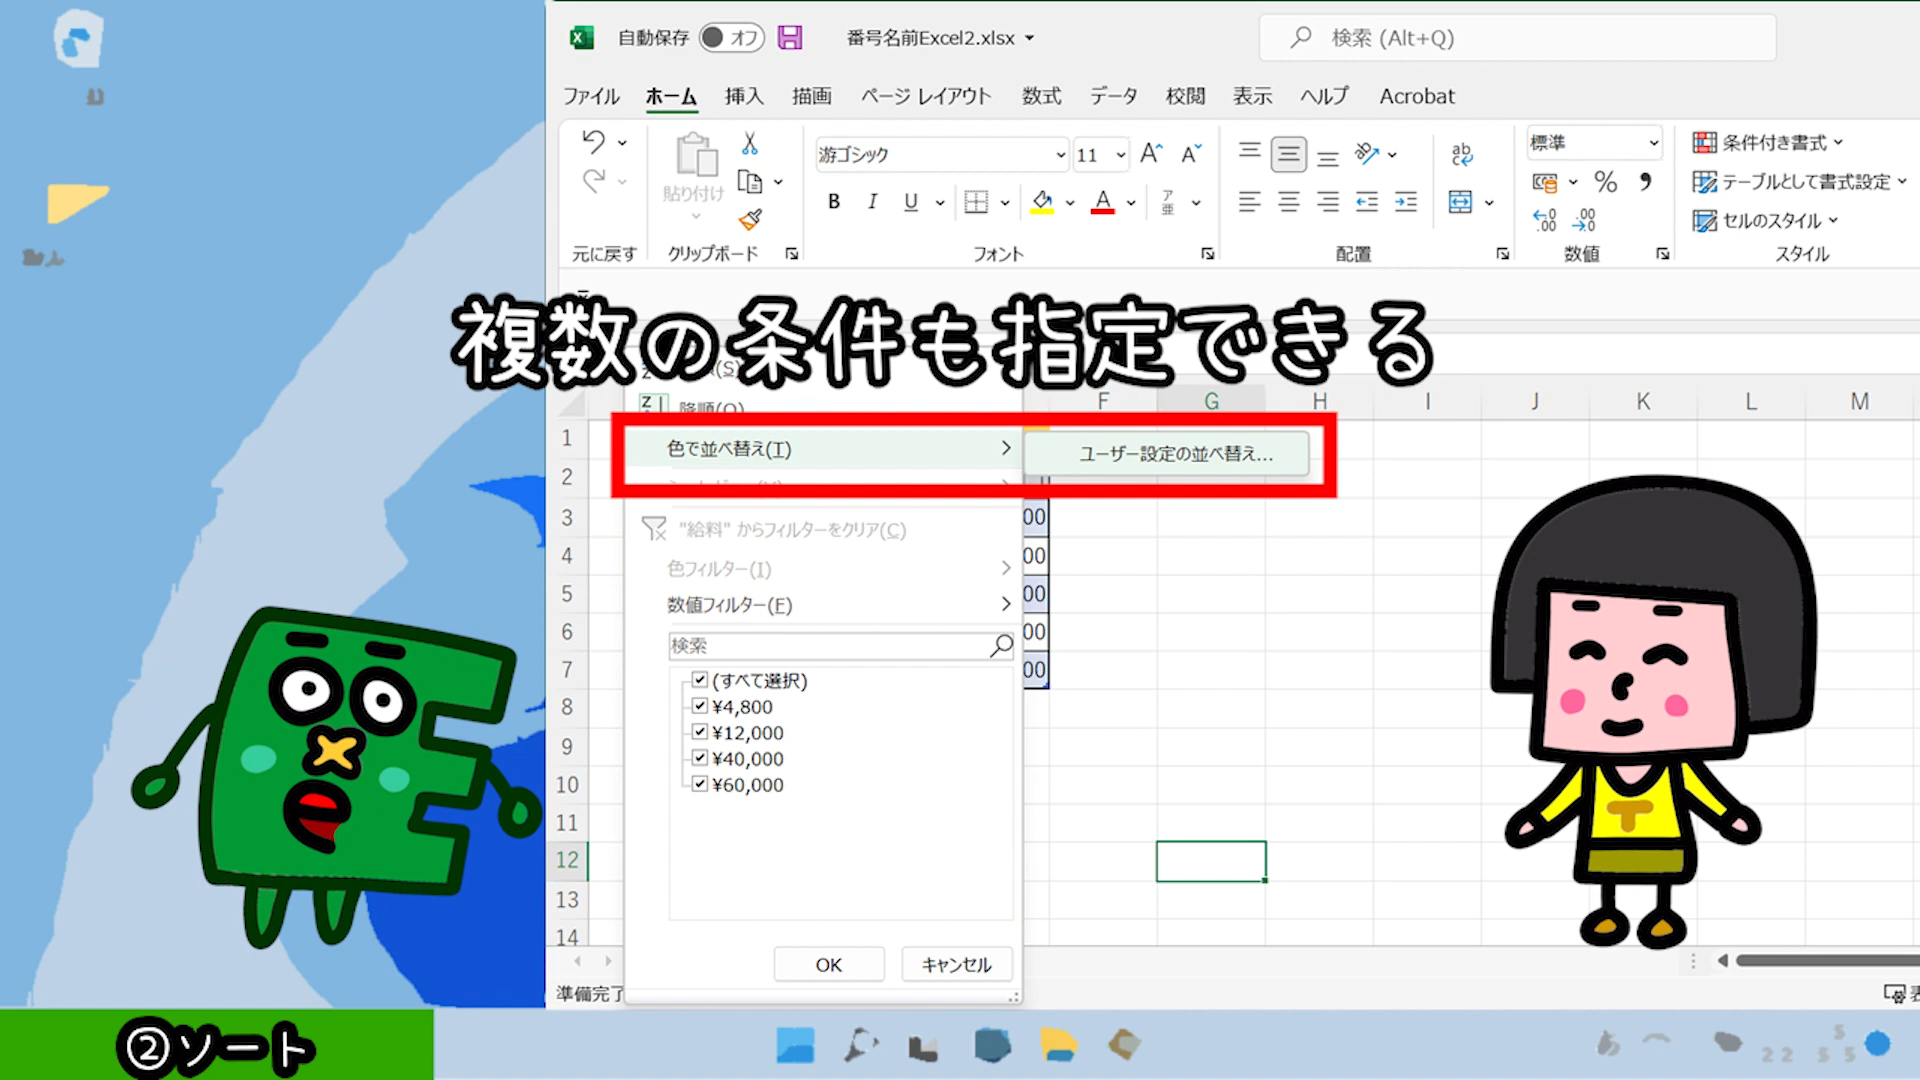 自動保存 オフ 番号名前Excel2.xlsx 検索 (Alt+Q)
ファイル ホーム 挿入 描画 ページ レイアウト 数式 データ 校閲 表示 ヘルプ Acrobat
游ゴシック 11 標準 条件付き書式
貼り付け テーブルとして書式設定
B I U A セルのスタイル
元に戻す クリップボード フォント 配置 数値 スタイル
複数の条件も指定できる
(S)
降順(O)
F G H I J K L M
色で並べ替え(T) ユーザー設定の並べ替え...
"給料" からフィルターをクリア(C)
色フィルター(I)
数値フィルター(F)
検索
(すべて選択)
¥4,800
¥12,000
¥40,000
¥60,000
1
2
3
4
5
6
7
8
9
10
11
12
13
14
00
00
00
00
00
T
OK キャンセル
準備完了
②ソート